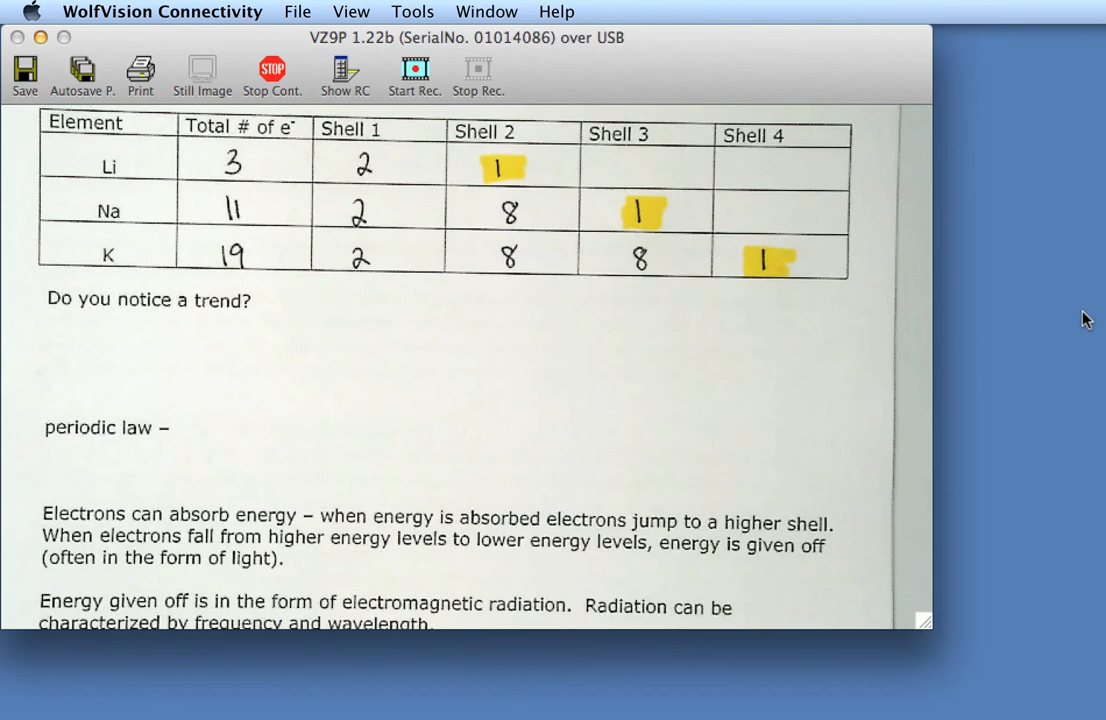 WolfVision Connectivity File View Tools Window Help
VZ9P 1.22b (SerialNo. 01014086) over USB
Save Autosave P. Print Still Image STOP Stop Cont. Show RC Start Rec. Stop Rec.
Element Total # of e- Shell 1 Shell 2 Shell 3 Shell 4
Li 3 2 1
Na 11 2 8 1
K 19 2 8 8 1
Do you notice a trend?
periodic law –
Electrons can absorb energy – when energy is absorbed electrons jump to a higher shell.
When electrons fall from higher energy levels to lower energy levels, energy is given off
(often in the form of light).
Energy given off is in the form of electromagnetic radiation. Radiation can be
characterized by frequency and wavelength.